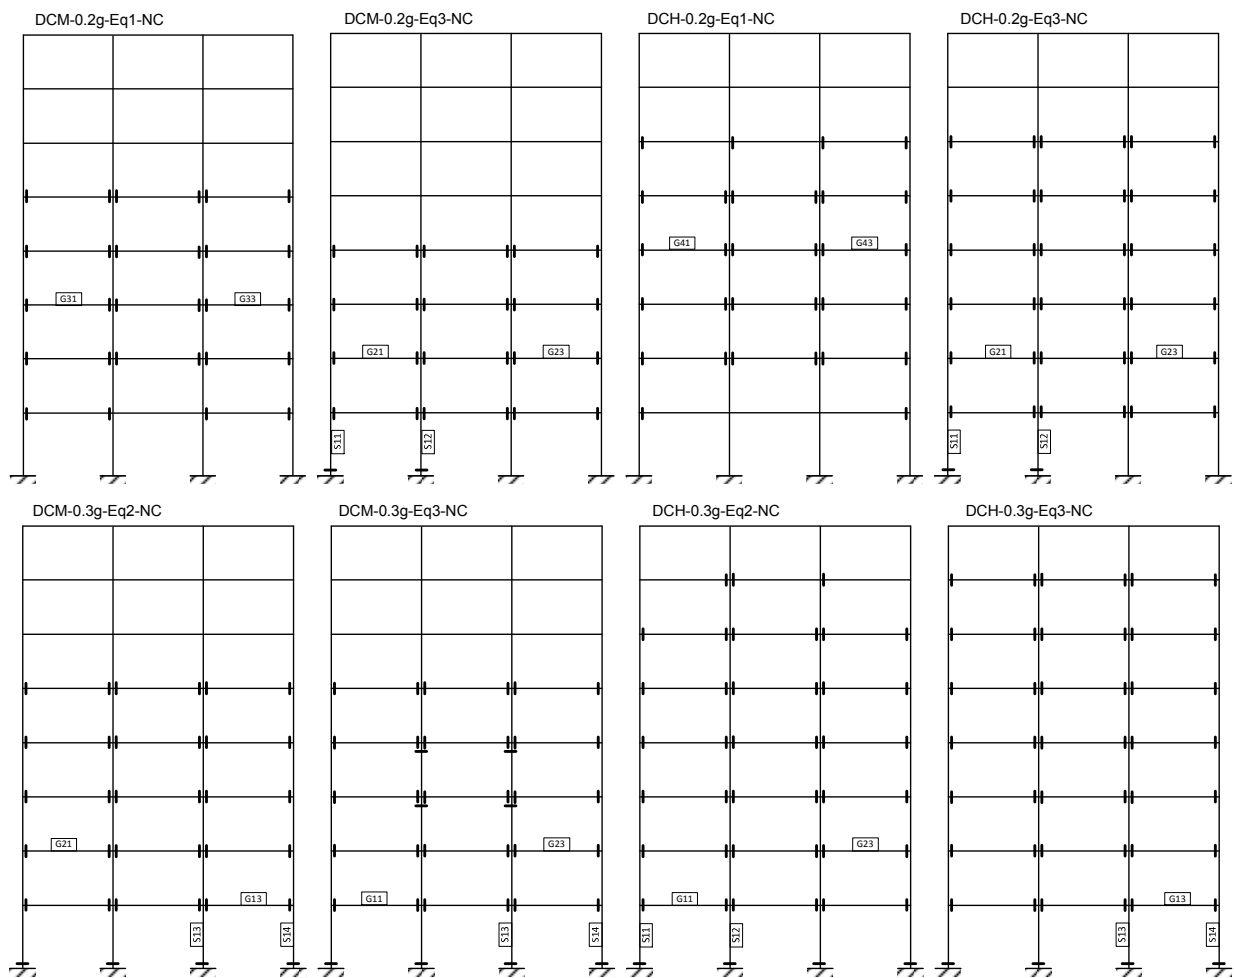 DCM-0.2g-Eq1-NC
DCM-0.2g-Eq3-NC
DCH-0.2g-Eq1-NC
DCH-0.2g-Eq3-NC
G31
G33
G21
G23
S11
S12
G41
G43
G21
G23
S11
S12
DCM-0.3g-Eq2-NC
DCM-0.3g-Eq3-NC
DCH-0.3g-Eq2-NC
DCH-0.3g-Eq3-NC
G21
G13
S13
S14
G23
G11
S13
S14
G23
G11
S11
S12
G13
S13
S14